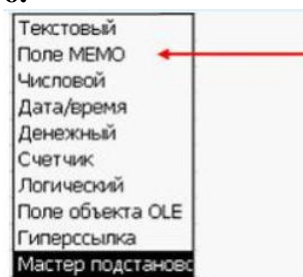 Текстовый
Поле МЕМО
Числовой
Дата/время
Денежный
Счетчик
Логический
Поле объекта OLE
Гиперссылка
Мастер подстановс